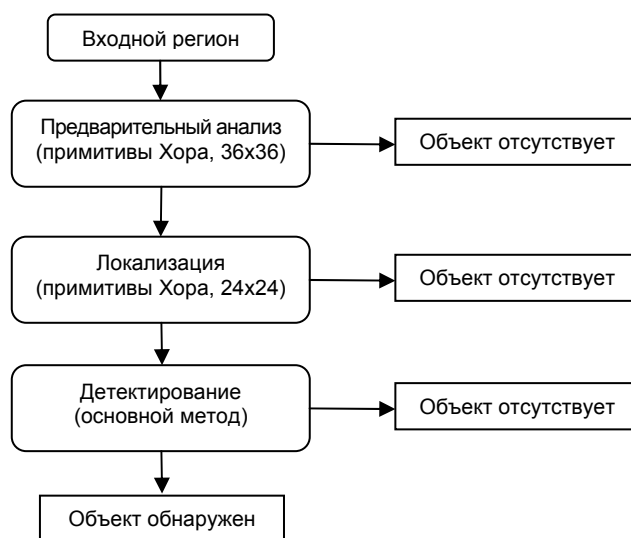 Входной регион
Предварительный анализ
(примитивы Хора, 36x36)
Объект отсутствует
Локализация
(примитивы Хора, 24x24)
Объект отсутствует
Детектирование
(основной метод)
Объект отсутствует
Объект обнаружен